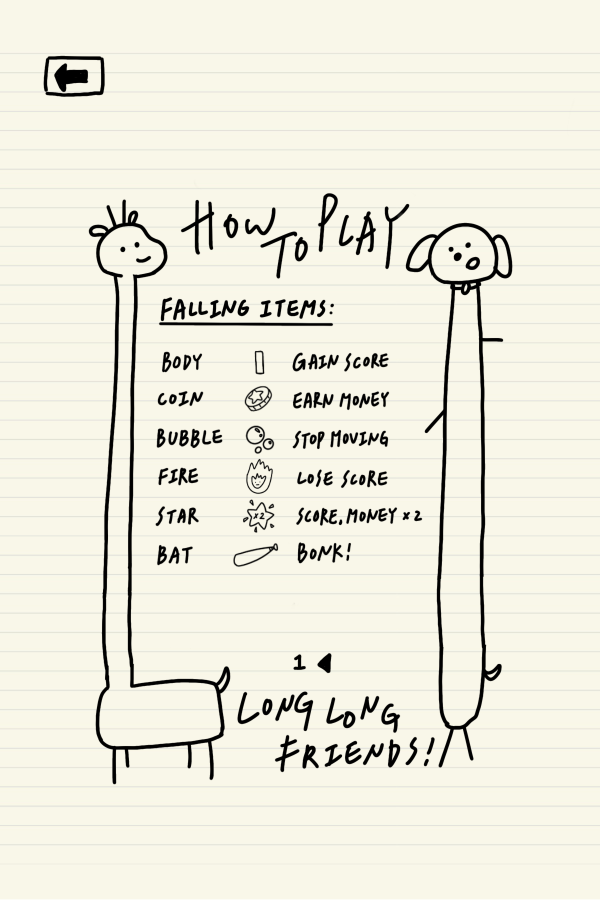 HOW TO PLAY
FALLING ITEMS:
BODY GAIN SCORE
COIN EARN MONEY
BUBBLE STOP MOVING
FIRE LOSE SCORE
STAR x2 SCORE, MONEY x2
BAT BONK!
1
LONG LONG
FRIENDS!